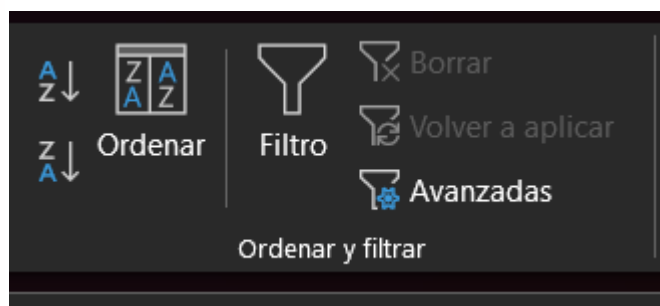 A
Z
Z
A
Z A
A Z
Ordenar
Filtro
Borrar
Volver a aplicar
Avanzadas
Ordenar y filtrar